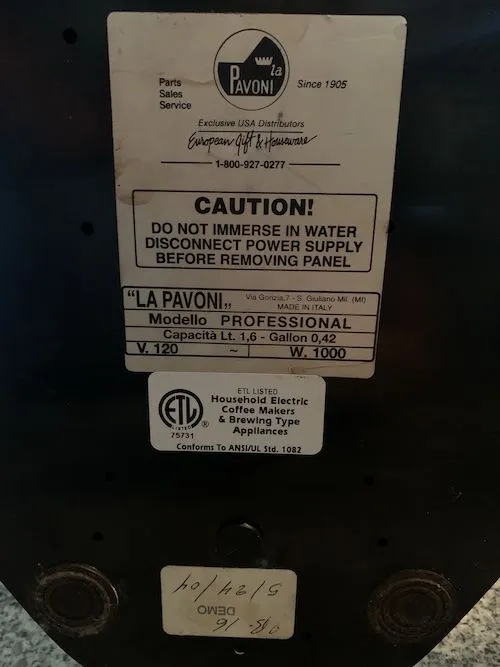 la
PAVONI
Parts
Sales
Service
Since 1905
Exclusive USA Distributors
European Gift & Houseware
1-800-927-0277
CAUTION!
DO NOT IMMERSE IN WATER
DISCONNECT POWER SUPPLY
BEFORE REMOVING PANEL
“LA PAVONI„ Via Gorizia,7 - S. Giuliano Mil. (MI)
MADE IN ITALY
Modello PROFESSIONAL
Capacità Lt. 1,6 - Gallon 0,42
V. 120 ~ W. 1000
ETL LISTED
Household Electric
Coffee Makers
& Brewing Type
Appliances
ETL
LISTED ®
75731
Conforms To ANSI/UL Std. 1082
16
DEMO
5/24/04